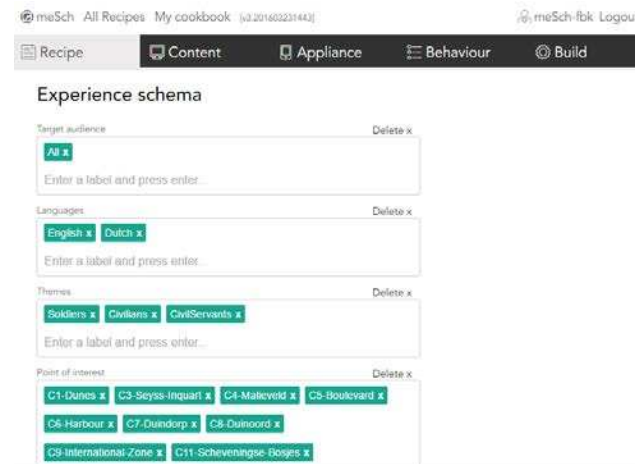 meSch All Recipes My cookbook [v3.201603231443] meSch-fbk Logou
Recipe Content Appliance Behaviour Build
Experience schema
Target audience Delete x
All x
Enter a label and press enter...
Languages Delete x
English x Dutch x
Enter a label and press enter...
Themes Delete x
Soldiers x Civilians x CivilServants x
Enter a label and press enter...
Point of interest Delete x
C1-Dunes x C3-Seyss-Inquart x C4-Malieveld x C5-Boulevard x
C6-Harbour x C7-Duindorp x C8-Duinoord x
C9-International-Zone x C11-Scheveningse-Bosjes x